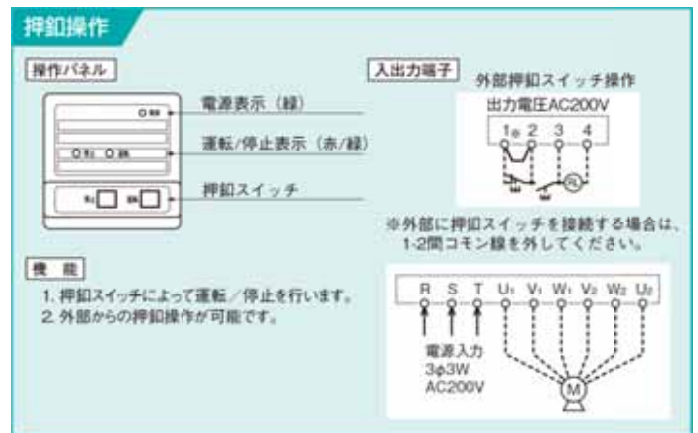 押釦操作
操作パネル
電源表示（緑）
運転/停止表示（赤/緑）
押釦スイッチ
機 能
1. 押釦スイッチによって運転／停止を行います。
2. 外部からの押釦操作が可能です。
入出力端子
外部押釦スイッチ操作
出力電圧AC200V
1※ 2 3 4
RL
※外部に押釦スイッチを接続する場合は、
1-2間コモン線を外してください。
R S T U₁ V₁ W₁ V₂ W₂ U₂
電源入力
3φ3W
AC200V
M